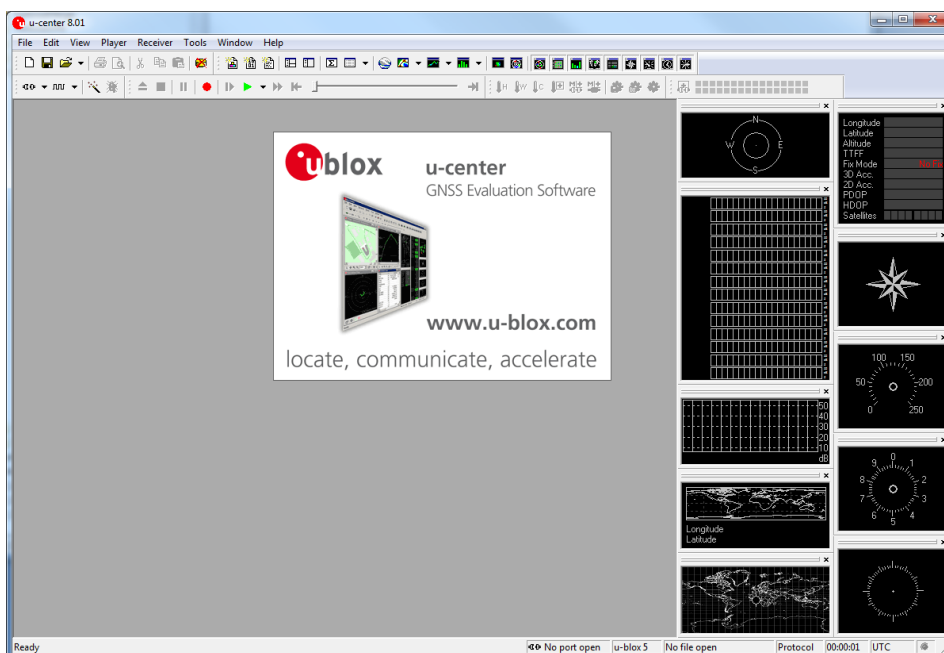 u-center 8.01
File Edit View Player Receiver Tools Window Help
ublox
u-center
GNSS Evaluation Software
www.u-blox.com
locate, communicate, accelerate
N
W E
S
50
40
30
20
10
dB
Longitude
Latitude
Longitude
Latitude
Altitude
TTFF
Fix Mode
3D Acc.
2D Acc.
PDOP
HDOP
Satellites
100 150
50 200
0 250
0
9 1
8 2
7 3
6 4
5
Ready No port open u-blox 5 No file open Protocol 00:00:01 UTC